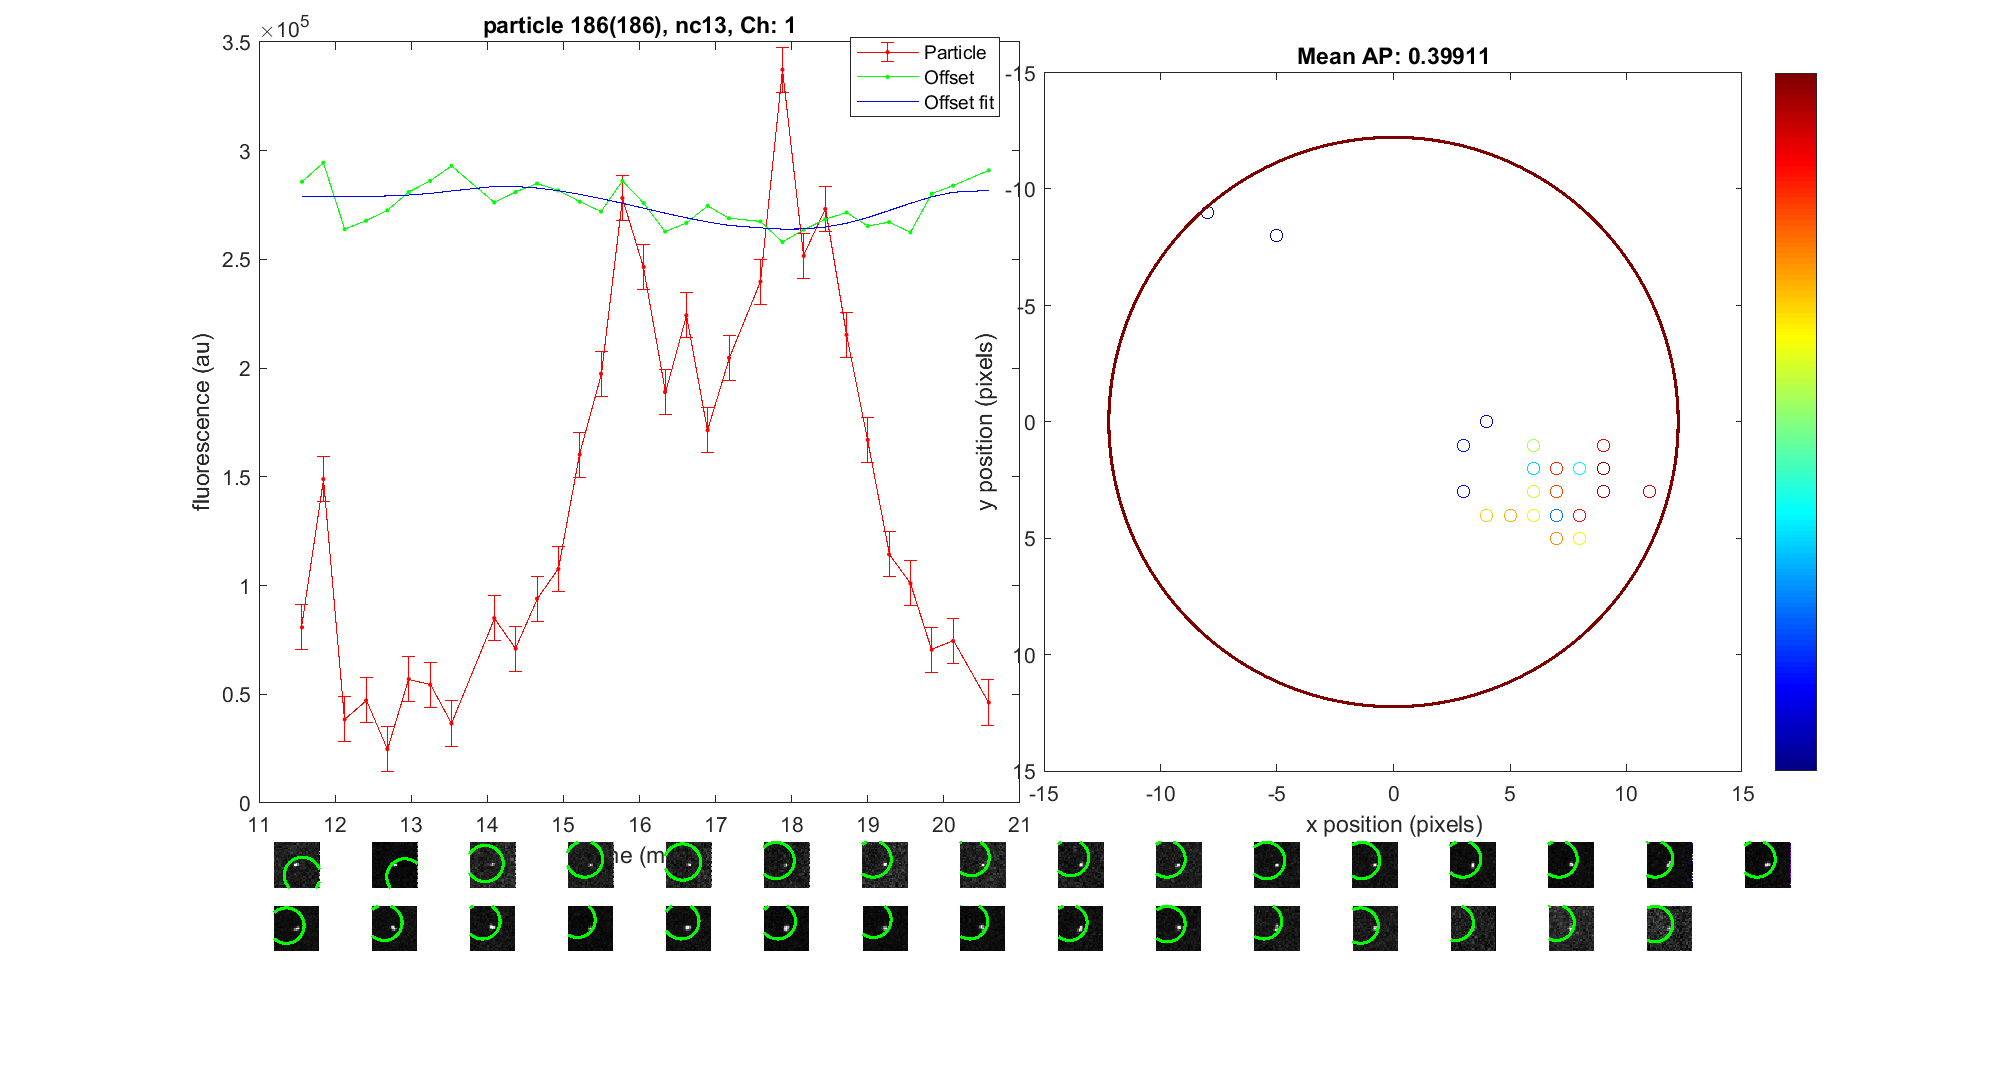 particle 186(186), nc13, Ch: 1
×10^5
Particle
Offset
Offset fit
fluorescence (au)
3.5
3
2.5
2
1.5
1
0.5
0
11 12 13 14 15 16 17 18 19 20 21
ne (m
Mean AP: 0.39911
y position (pixels)
-15
-10
-5
0
5
10
15
-15 -10 -5 0 5 10 15
x position (pixels)